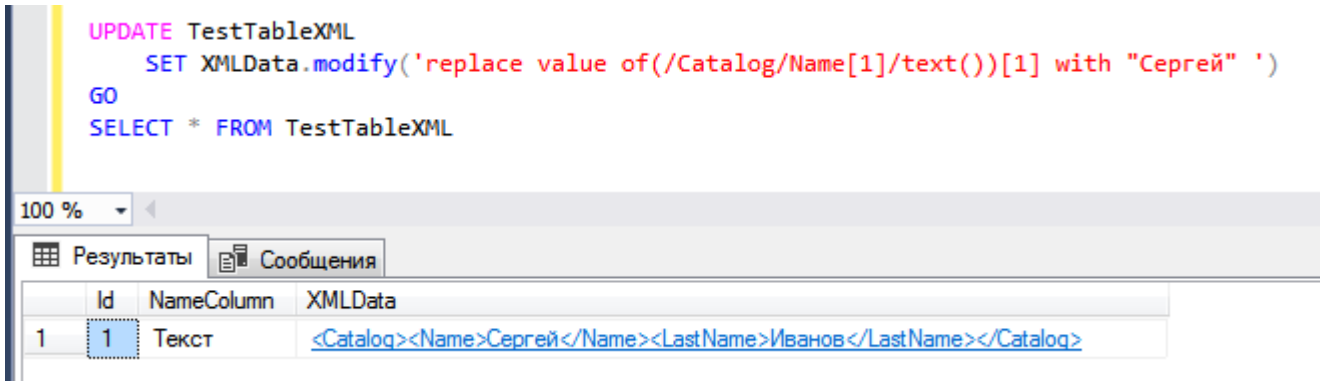 UPDATE TestTableXML
SET XMLData.modify('replace value of(/Catalog/Name[1]/text())[1] with "Сергей" ')
GO
SELECT * FROM TestTableXML
100 %
Результаты Сообщения
Id NameColumn XMLData
1 1 Текст <Catalog><Name>Сергей</Name><LastName>Иванов</LastName></Catalog>